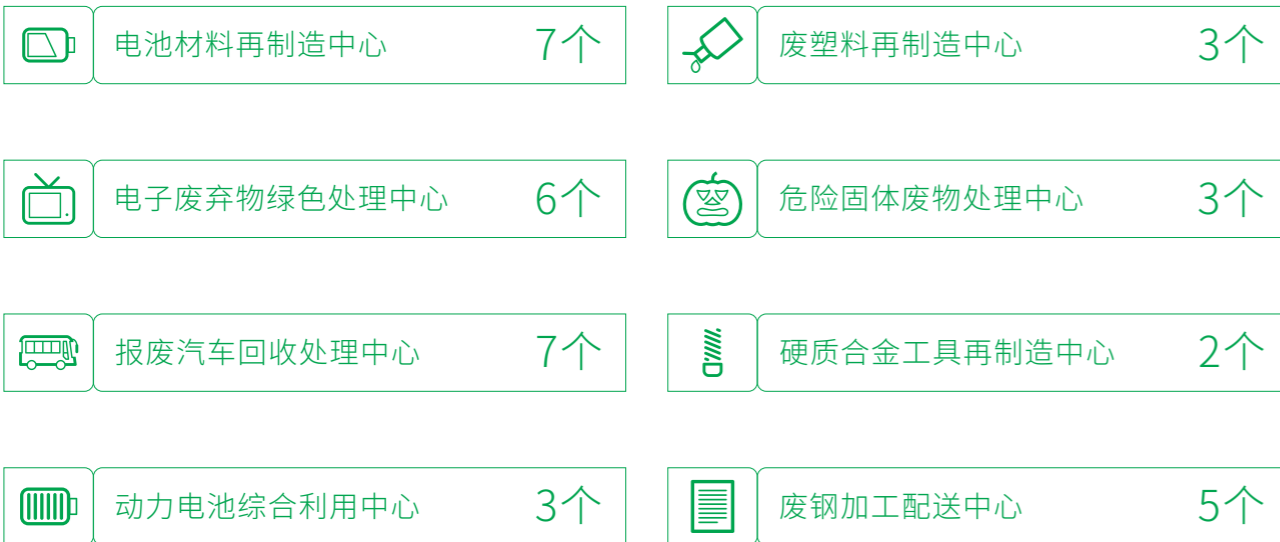 电池材料再制造中心 7个
废塑料再制造中心 3个
电子废弃物绿色处理中心 6个
危险固体废物处理中心 3个
报废汽车回收处理中心 7个
硬质合金工具再制造中心 2个
动力电池综合利用中心 3个
废钢加工配送中心 5个